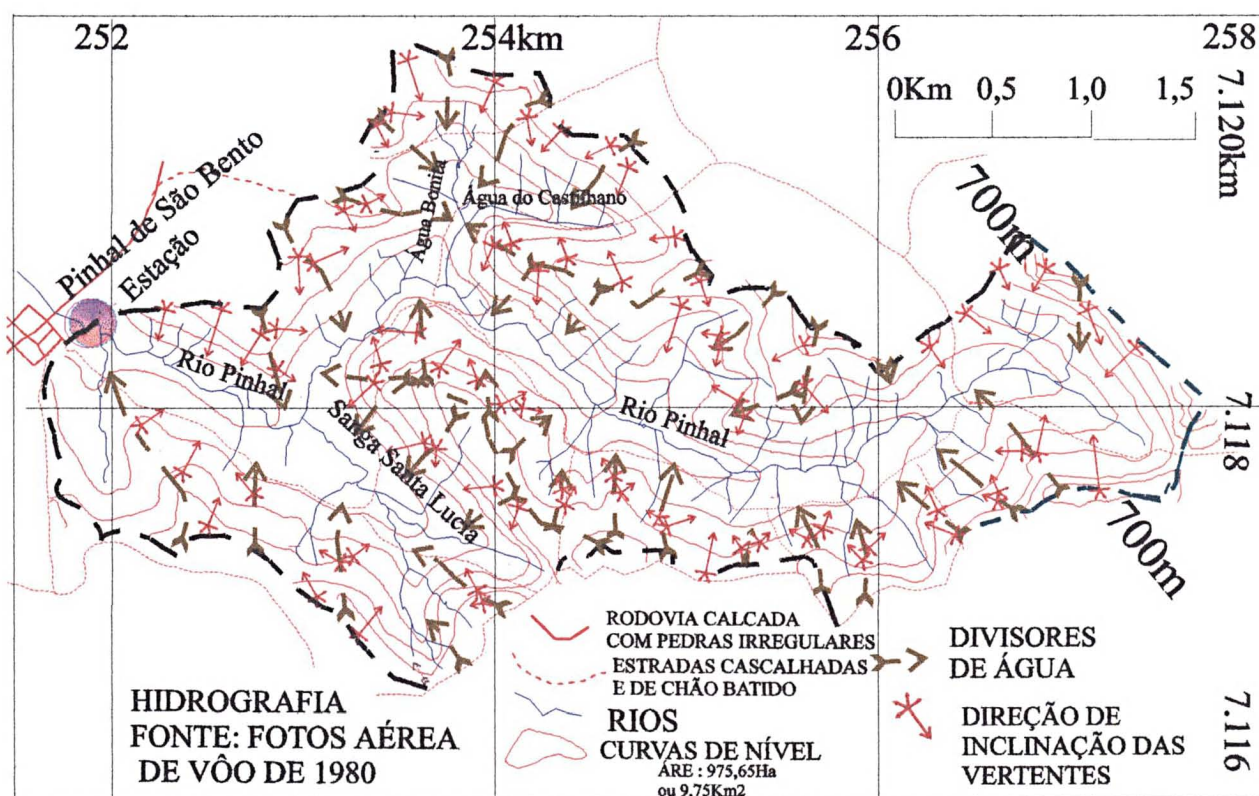 252
254km
256
258
0Km 0,5 1,0 1,5
7.120km
700m
Pinhal de São Bento
Estação
Água Bonita
Água do Castilhano
Rio Pinhal
Rio Pinhal
Sanga Santa Lucia
7.118
700m
RODOVIA CALCADA
COM PEDRAS IRREGULARES
ESTRADAS CASCALHADAS
E DE CHÃO BATIDO
RIOS
CURVAS DE NÍVEL
ÁRE : 975,65Ha
ou 9,75Km2
DIVISORES
DE ÁGUA
DIREÇÃO DE
INCLINAÇÃO DAS
VERTENTES
7.116
HIDROGRAFIA
FONTE: FOTOS AÉREA
DE VÔO DE 1980